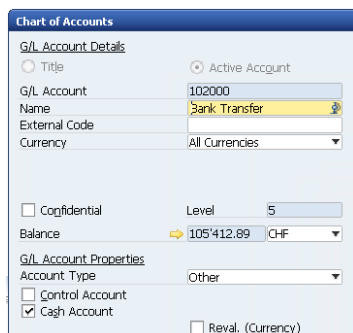 Chart of Accounts
G/L Account Details
Title Active Account
G/L Account 102000
Name Bank Transfer
External Code
Currency All Currencies
Confidential Level 5
Balance 105'412.89 CHF
G/L Account Properties
Account Type Other
Control Account
Cash Account
Reval. (Currency)